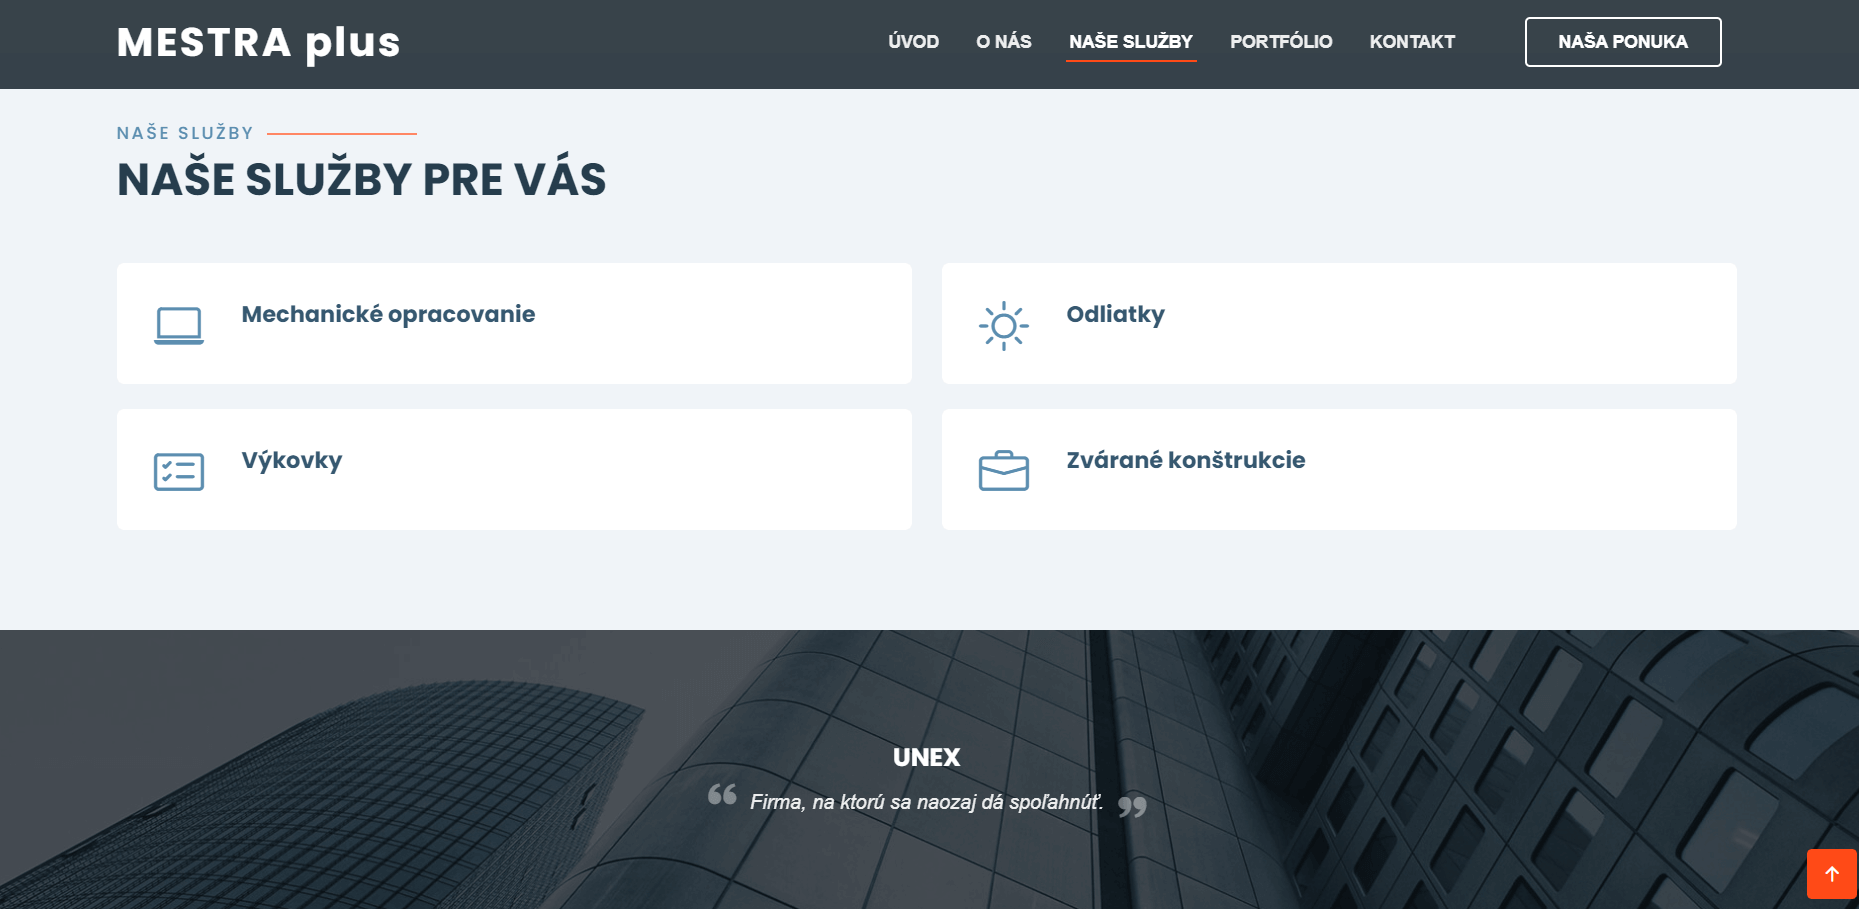 MESTRA plus
ÚVOD O NÁS NAŠE SLUŽBY PORTFÓLIO KONTAKT NAŠA PONUKA
NAŠE SLUŽBY
NAŠE SLUŽBY PRE VÁS
Mechanické opracovanie
Odliatky
Výkovky
Zvárané konštrukcie
UNEX
“ Firma, na ktorú sa naozaj dá spoľahnúť. ”